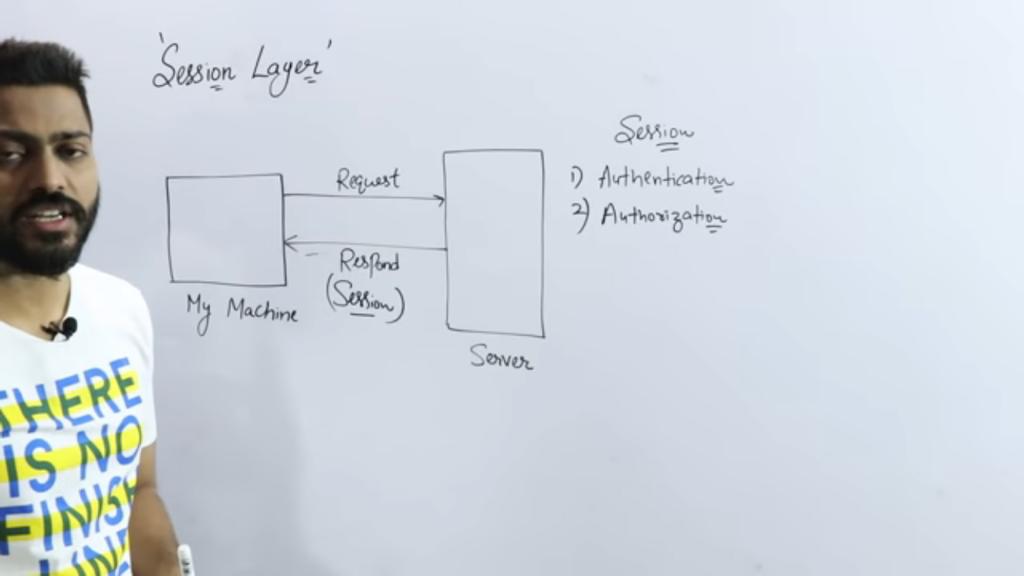 'Session Layer'
Request
Respond
(Session)
My Machine
Server
Session
1) Authentication
2) Authorization
THERE
IS NO
FINISH
LINE